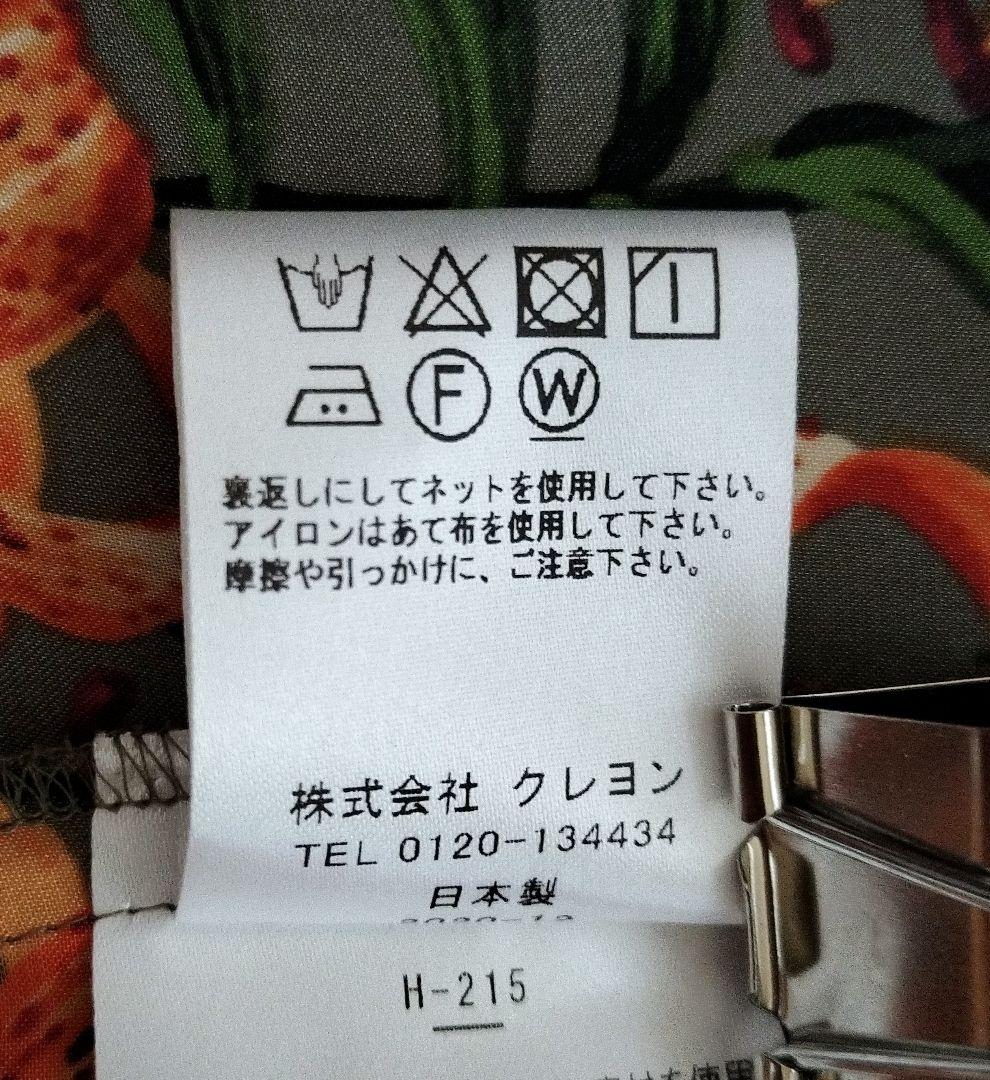 F W
裏返しにしてネットを使用して下さい。
アイロンはあて布を使用して下さい。
摩擦や引っかけに、ご注意下さい。
株式会社 クレヨン
TEL 0120-134434
日本製
H-215